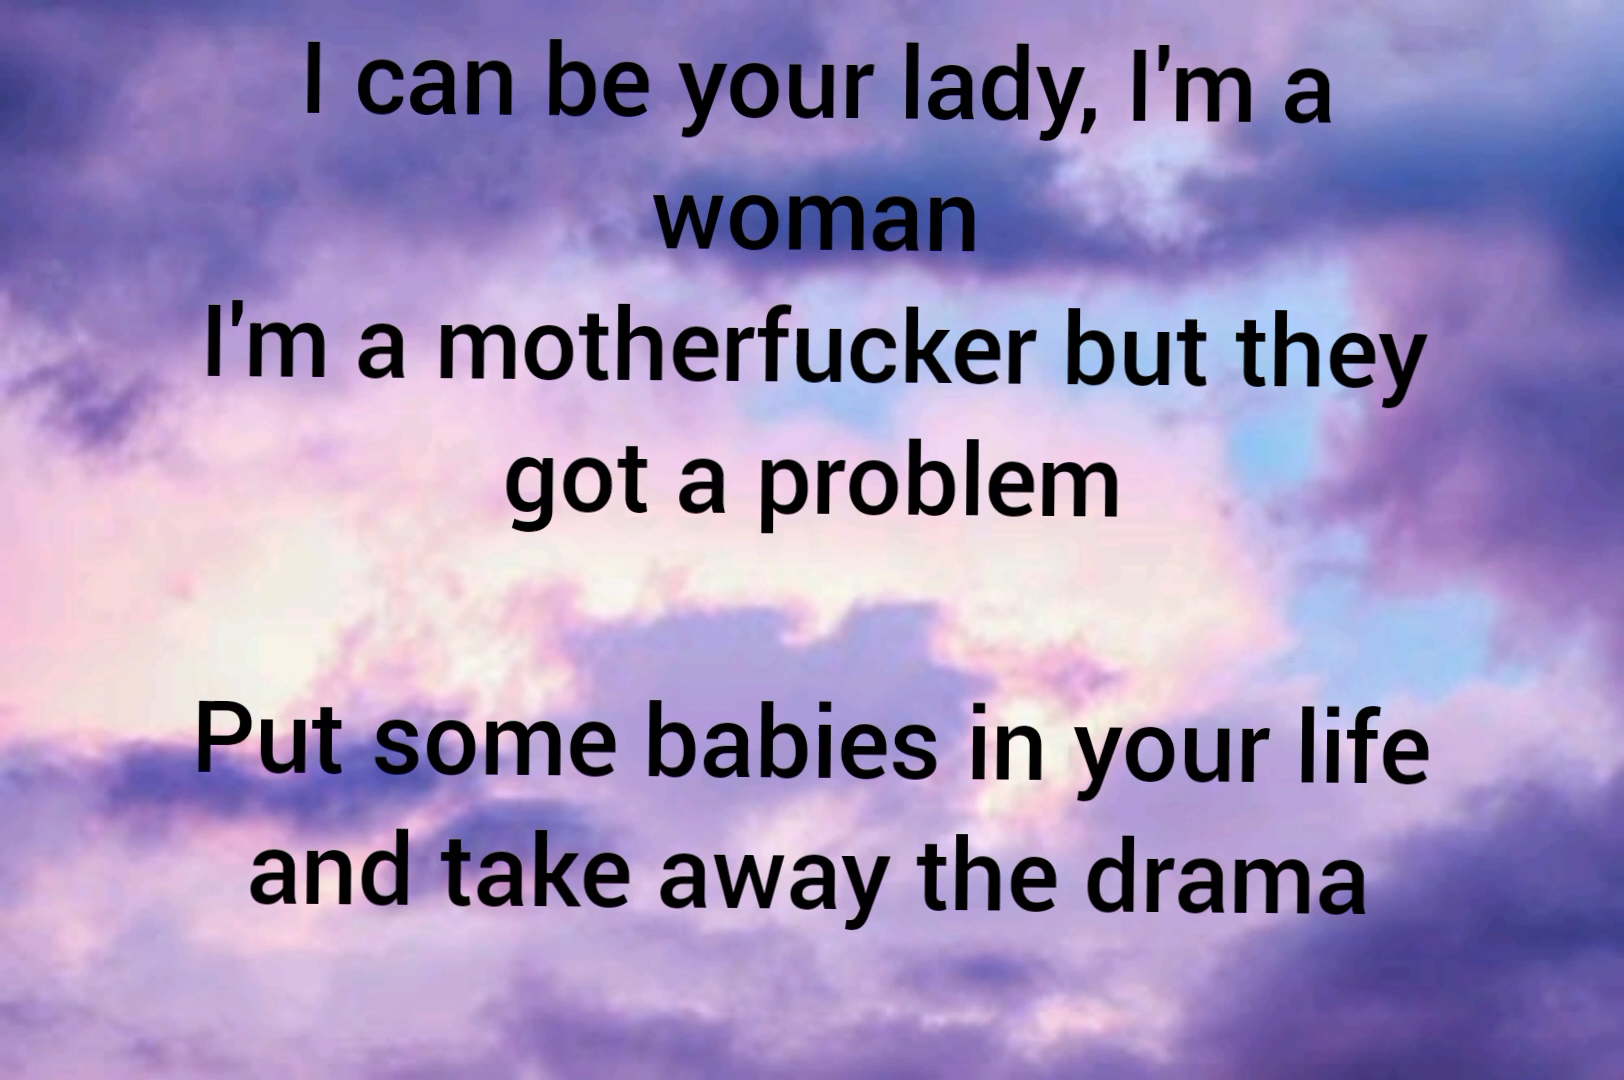 I can be your lady, I'm a
woman
I'm a motherfucker but they
got a problem
Put some babies in your life
and take away the drama